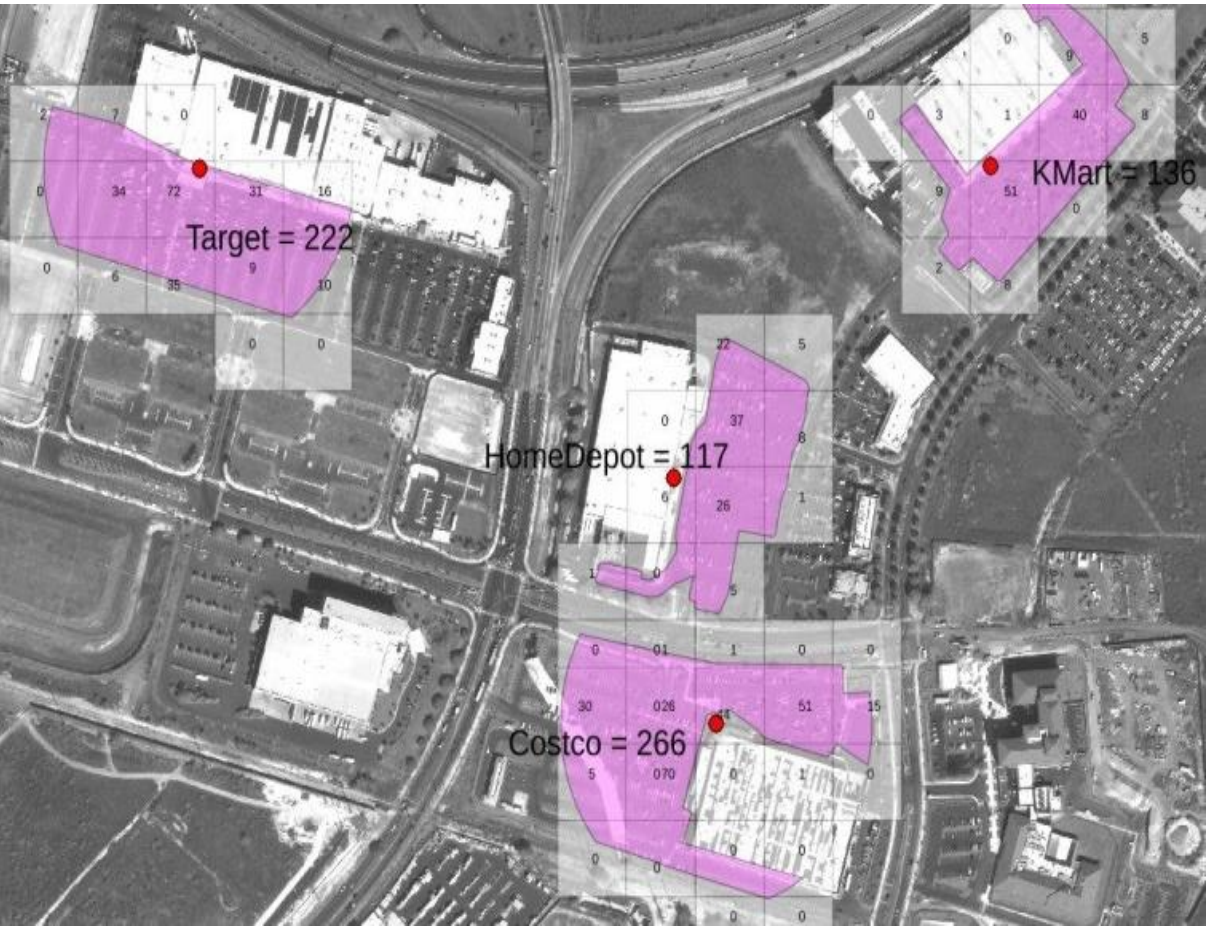 0 5
9
2 7 0
0 3 1 40 8
KMart = 136
0 34 72 31 16
9 51 0
Target = 222
0 9
6 35 10
2 8
0 0
22 5
0 37 8
HomeDepot = 117
6 26 1
1 0 5
0 01 1 0 0
30 026 51 15
Costco = 266
5 070 0 1 0
0 0 9 0
0 0